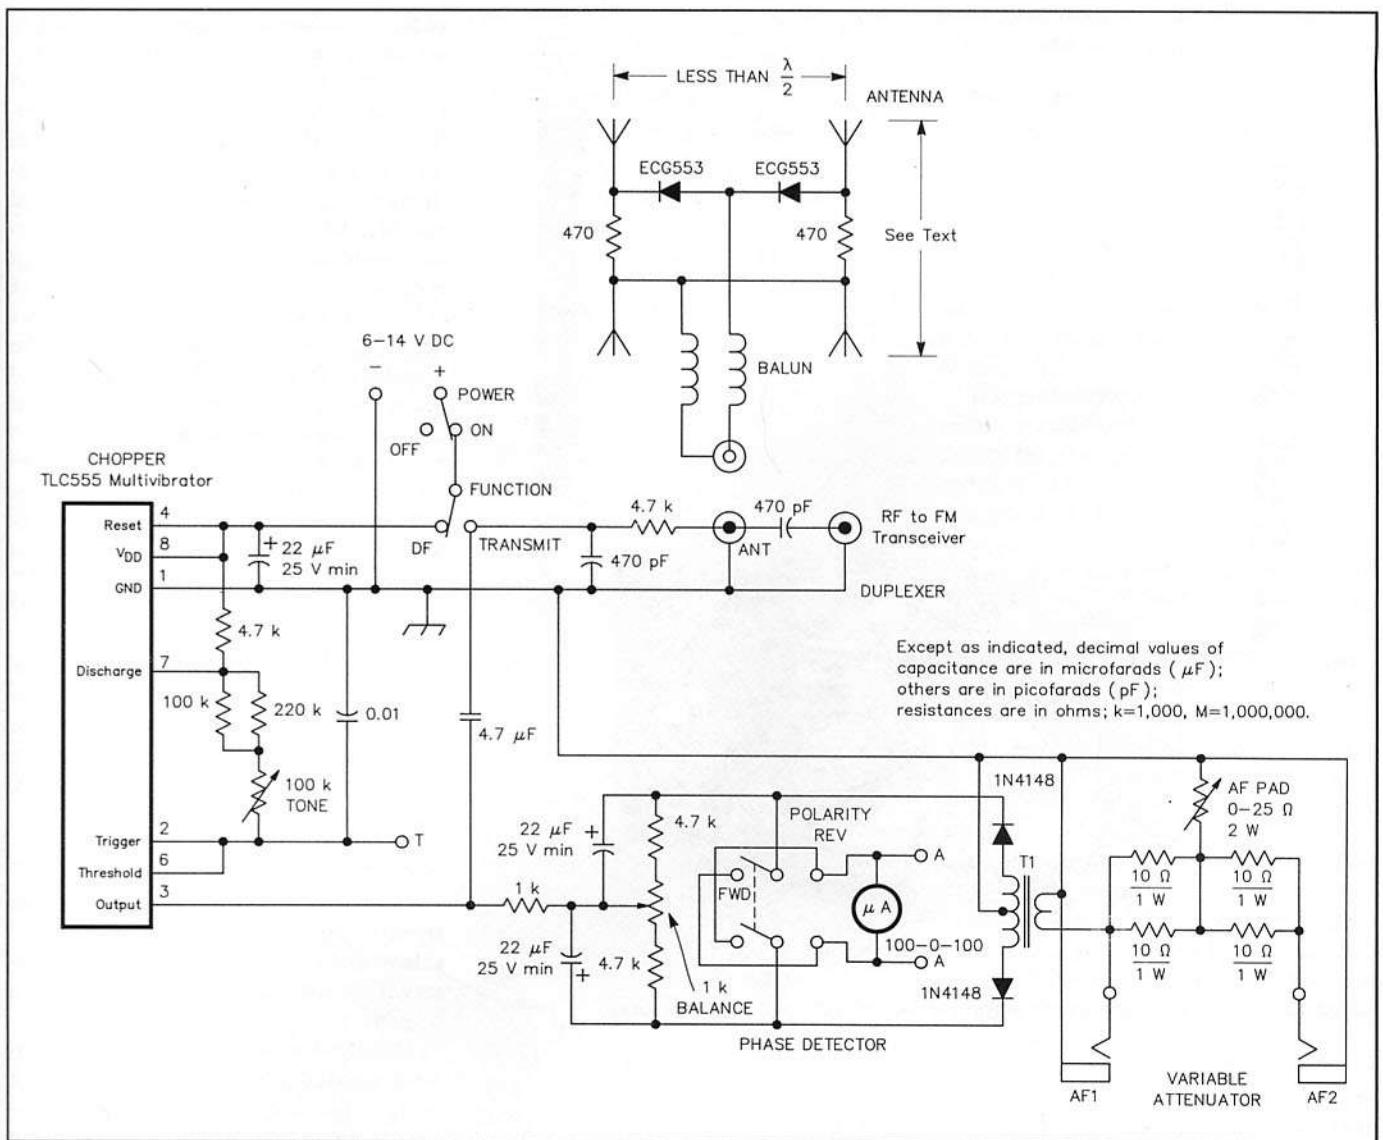 LESS THAN λ/2
ANTENNA
ECG553
ECG553
470
470
See Text
BALUN
6–14 V DC
-
+
POWER
OFF
ON
FUNCTION
CHOPPER
TLC555 Multivibrator
Reset
4
VDD
8
GND
1
Discharge
7
Trigger
2
Threshold
6
Output
3
+
22 µF
25 V min
DF
TRANSMIT
4.7 k
470 pF
ANT
470 pF
RF to FM
Transceiver
DUPLEXER
4.7 k
100 k
220 k
0.01
4.7 µF
100 k
TONE
T
Except as indicated, decimal values of
capacitance are in microfarads ( µF);
others are in picofarads ( pF);
resistances are in ohms; k=1,000, M=1,000,000.
22 µF
25 V min
+
4.7 k
POLARITY
REV
FWD
1N4148
T1
AF PAD
0–25 Ω
2 W
10 Ω
1 W
10 Ω
1 W
10 Ω
1 W
10 Ω
1 W
1 k
A
µ A
100–0–100
A
22 µF
25 V min
+
4.7 k
1 k
BALANCE
1N4148
PHASE DETECTOR
AF1
VARIABLE
ATTENUATOR
AF2